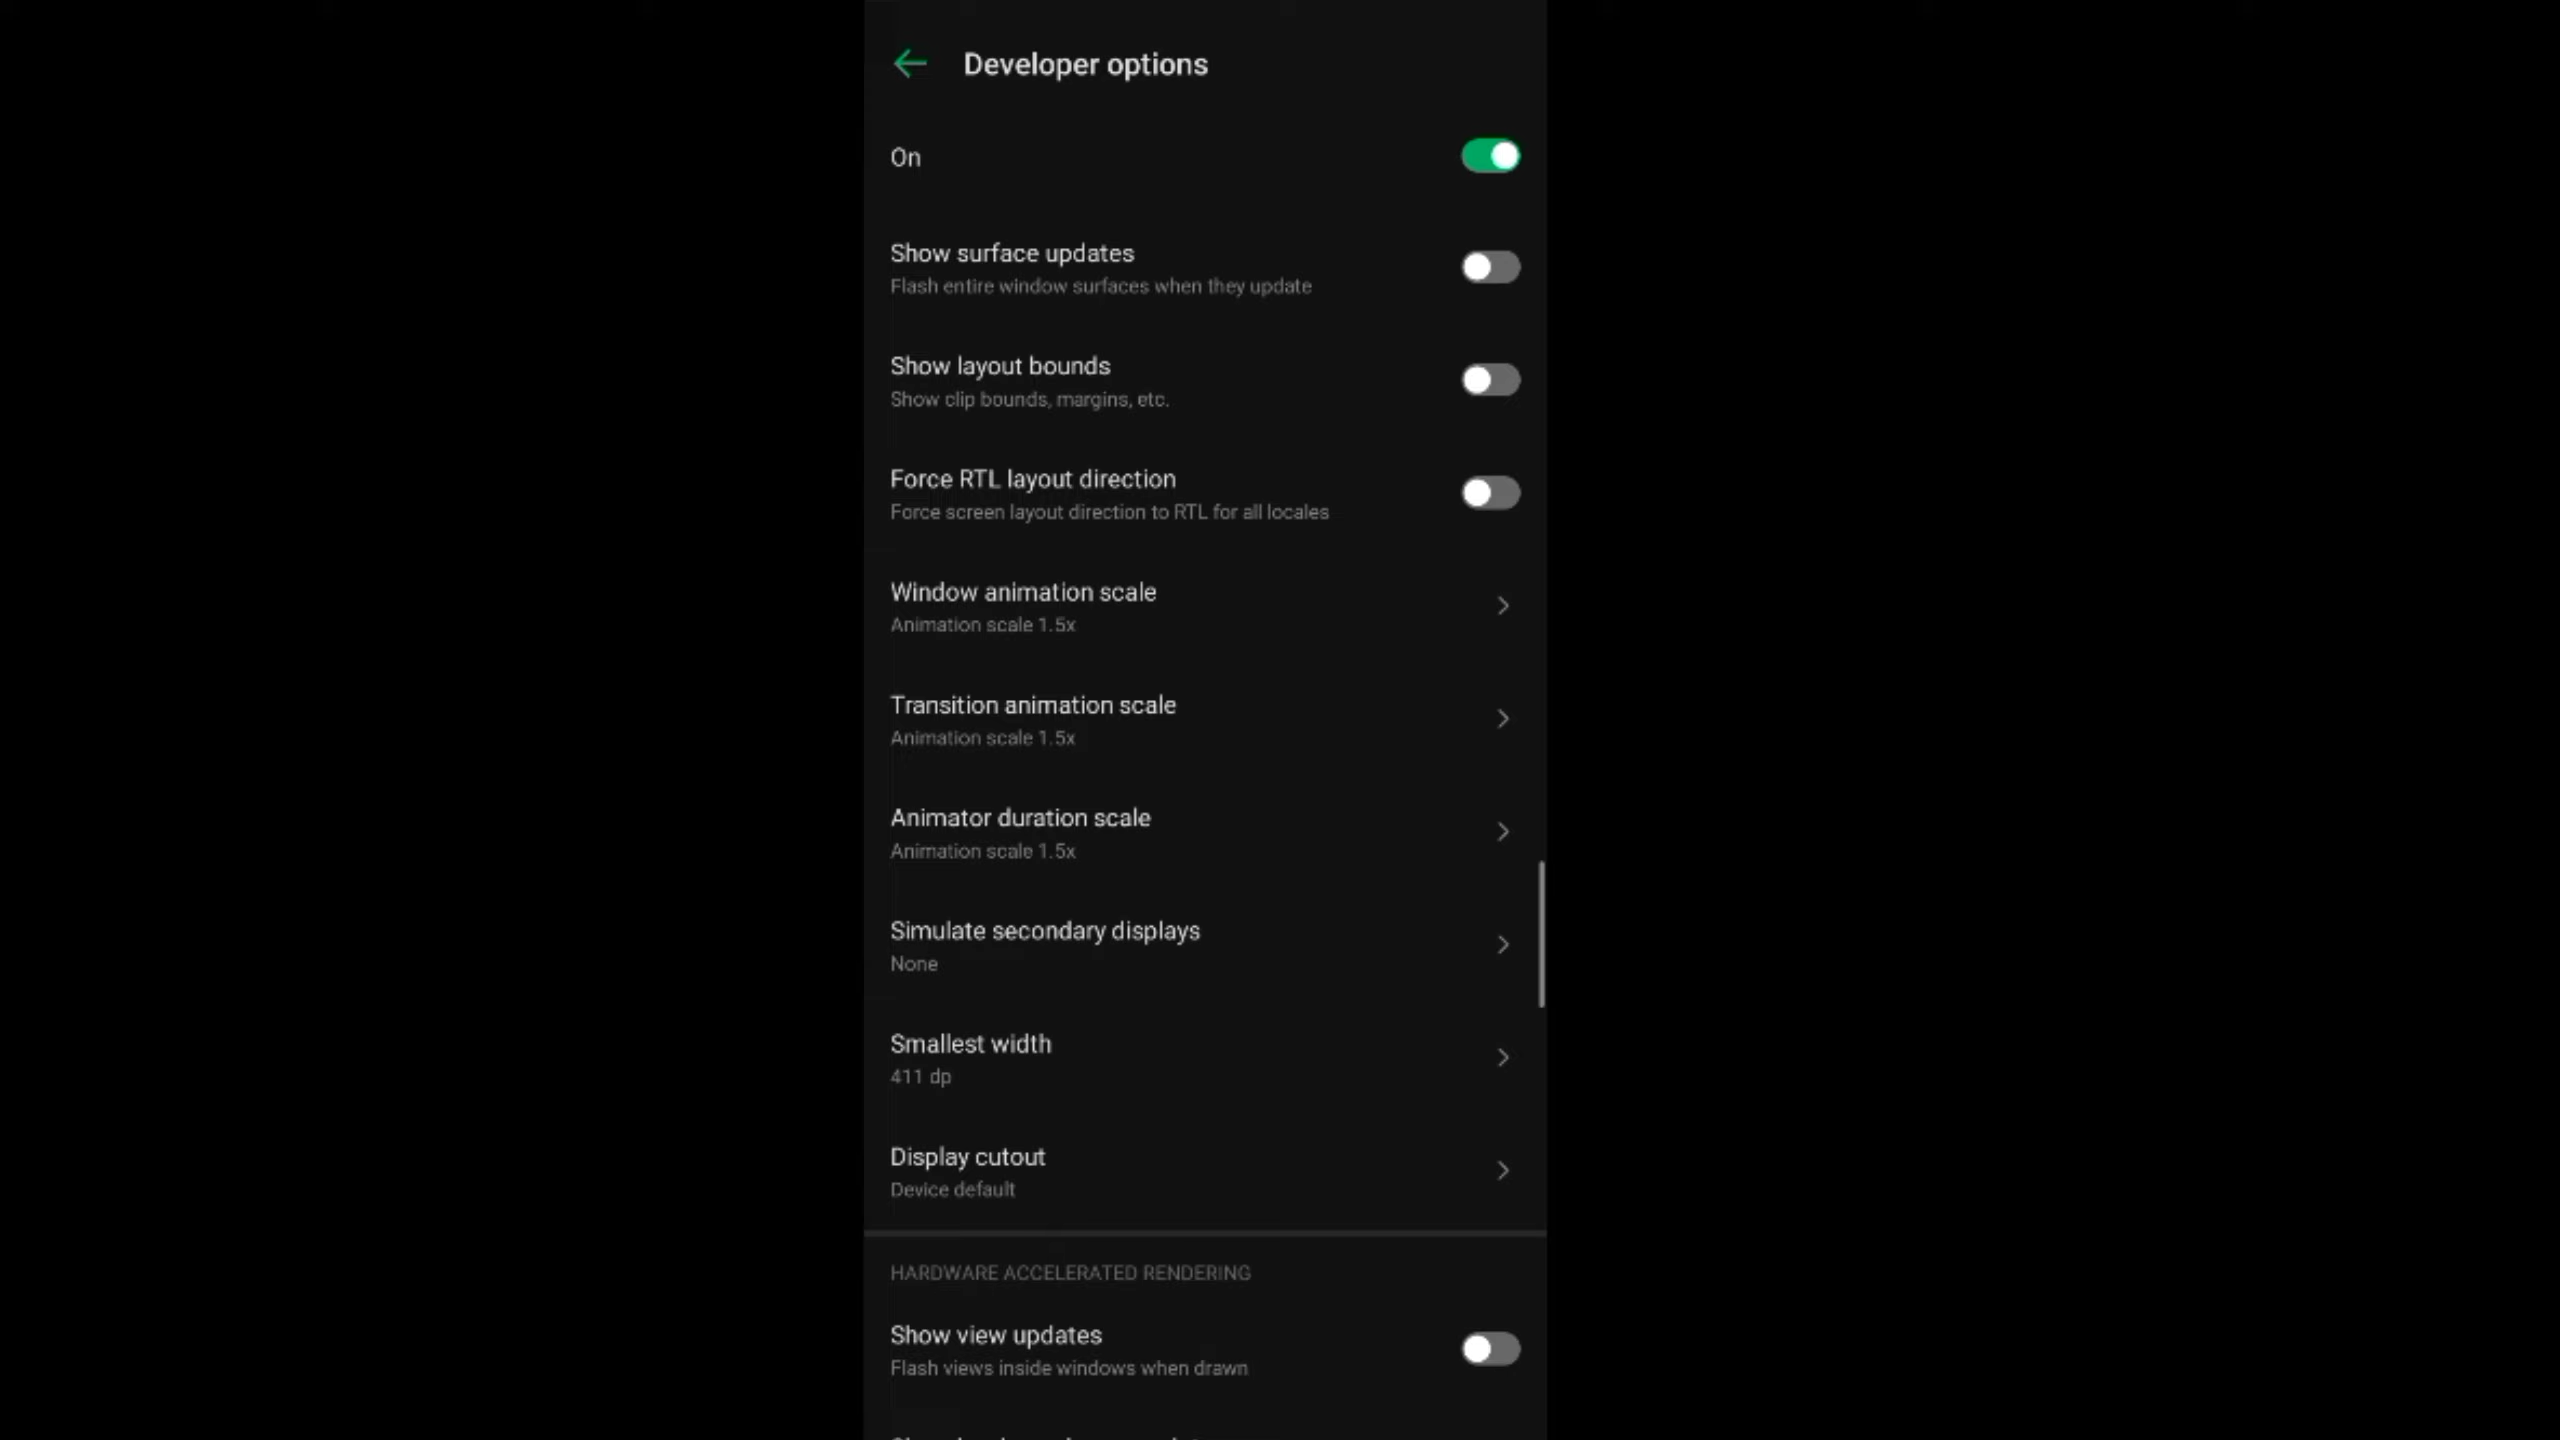 Developer options
On
Show surface updates
Flash entire window surfaces when they update
Show layout bounds
Show clip bounds, margins, etc.
Force RTL layout direction
Force screen layout direction to RTL for all locales
Window animation scale
Animation scale 1.5x
Transition animation scale
Animation scale 1.5x
Animator duration scale
Animation scale 1.5x
Simulate secondary displays
None
Smallest width
411 dp
Display cutout
Device default
HARDWARE ACCELERATED RENDERING
Show view updates
Flash views inside windows when drawn